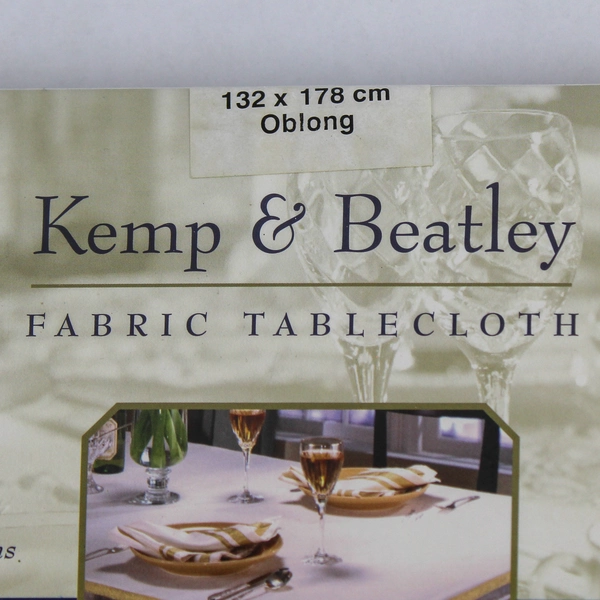 132 x 178 cm
Oblong
Kemp & Beatley
FABRIC TABLECLOTH